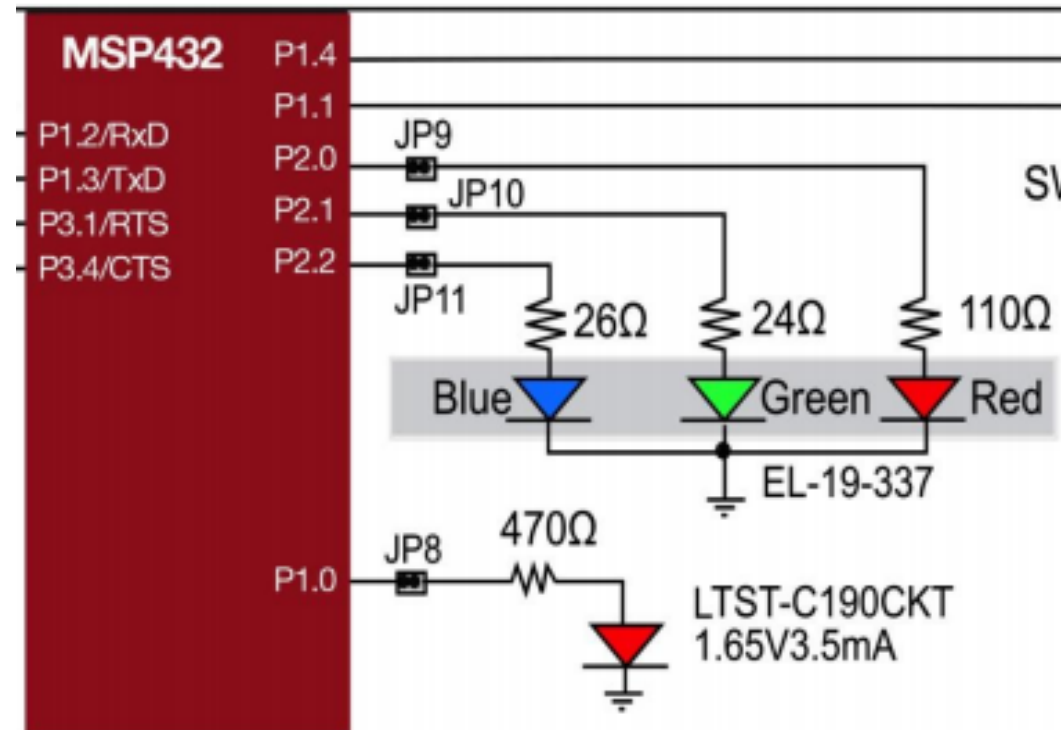 MSP432
P1.4
P1.1
P1.2/RxD
JP9
P2.0
P1.3/TxD
SW
JP10
P2.1
P3.1/RTS
P2.2
P3.4/CTS
JP11
26Ω
24Ω
110Ω
Blue
Green
Red
EL-19-337
470Ω
JP8
P1.0
LTST-C190CKT
1.65V3.5mA